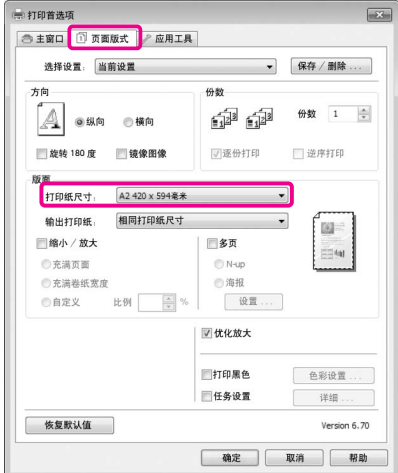 打印首选项
主窗口 页面版式 应用工具
选择设置: 当前设置 保存 / 删除 ...
方向 份数
A 纵向 横向 份数 1
旋转 180 度 镜像图像 逐份打印 逆序打印
版面
打印纸尺寸: A2 420 x 594毫米
输出打印纸: 相同打印纸尺寸
缩小 / 放大 多页
充满页面 N-up
充满卷纸宽度 海报
自定义 比例 % 设置 ...
优化放大
打印黑色 色彩设置 ...
任务设置 详细 ...
恢复默认值 Version 6.70
确定 取消 帮助